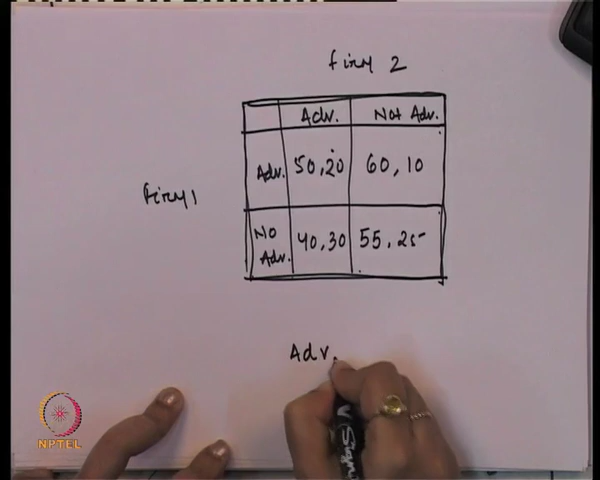 Firm 2
Adv. Not Adv.
Adv. 50, 20 60, 10
Firm 1
No Adv. 40, 30 55, 25
Adv.
NPTEL